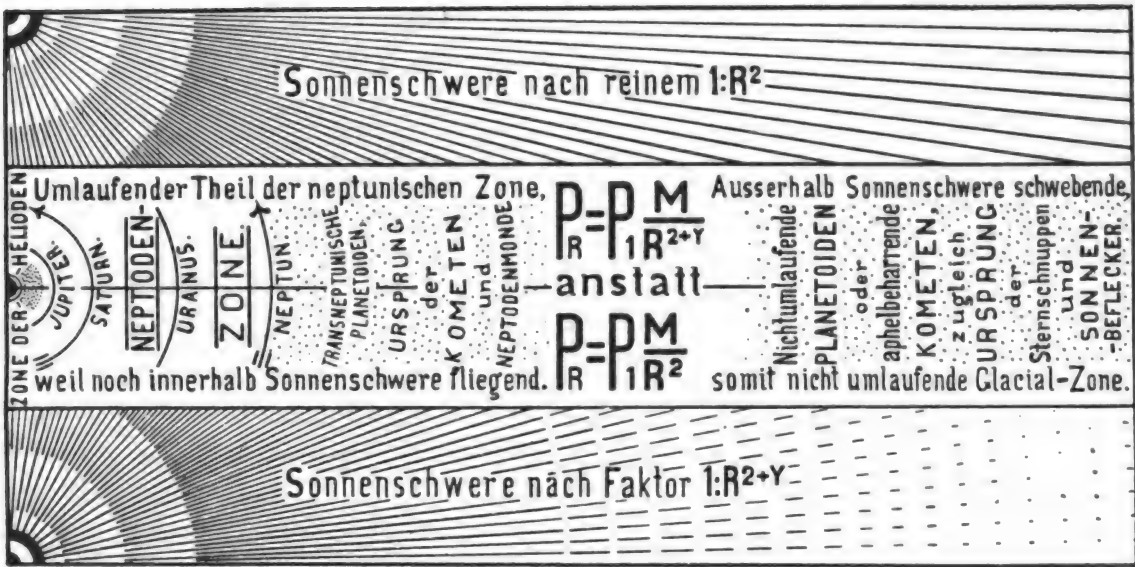 Sonnenschwere nach reinem 1:R²
Umlaufender Theil der neptunischen Zone,
ZONE DER HELIODEN
JUPITER.
SATURN.
NEPTODEN-
URANUS.
ZONE
NEPTUN.
TRANSNEPTUNISCHE
PLANETOIDEN,
URSPRUNG
der
KOMETEN
und
NEPTODENMONDE
weil noch innerhalb Sonnenschwere fliegend.
P_R=P_1 M/R^{2+Y}
anstatt
P_R=P_1 M/R²
Ausserhalb Sonnenschwere schwebende,
Nichtumlaufende
PLANETOIDEN
oder
aphelbeharrende
KOMETEN,
zugleich
URSPRUNG
der
Sternschnuppen
und
SONNEN-
-BEFLECKER.
somit nicht umlaufende Glacial-Zone.
Sonnenschwere nach Faktor 1:R^{2+Y}